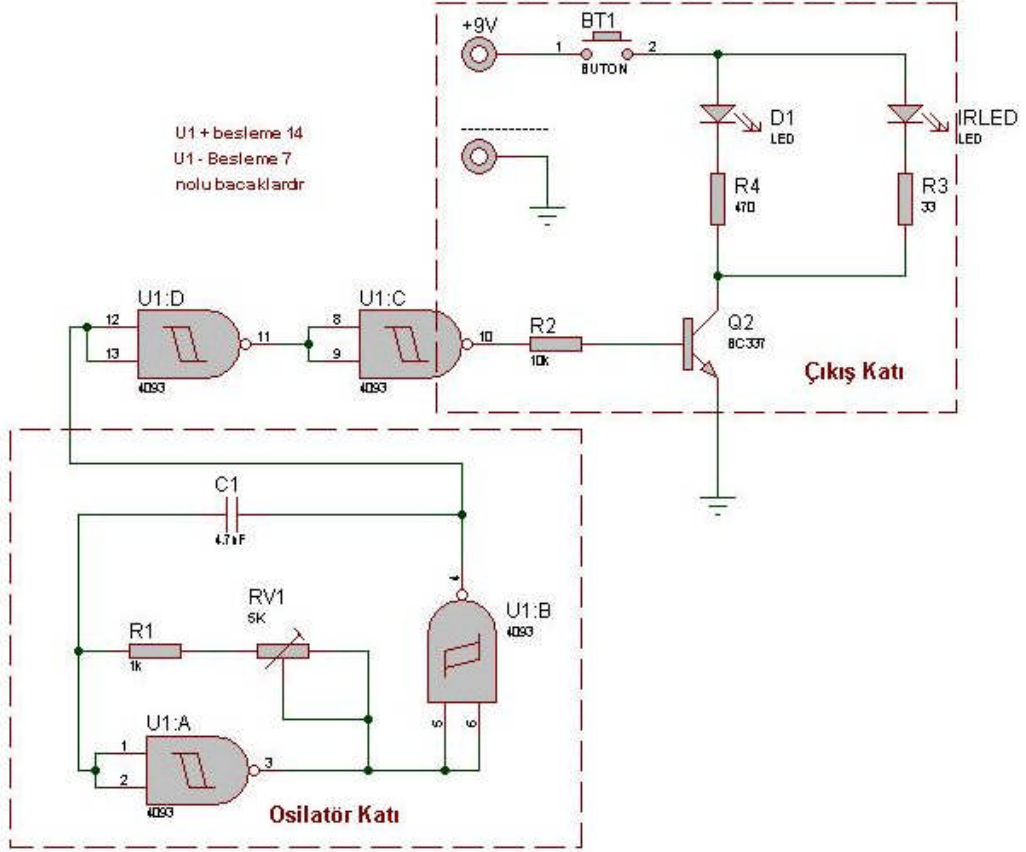 +9V
BT1
1
2
BUTON
U1 + besleme 14
U1 - Besleme 7
nolu bacaklardır
D1
LED
IRLED
LED
R4
470
R3
33
U1:D
12
13
11
4093
U1:C
8
9
10
4093
R2
10k
Q2
BC337
Çıkış Katı
C1
4.7nF
RV1
5K
R1
1k
4
U1:B
4093
5
6
U1:A
1
2
3
4093
Osilatör Katı